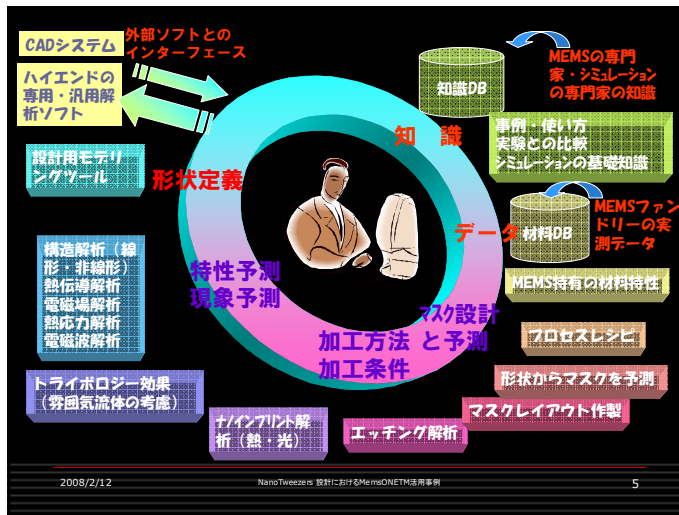 CADシステム
外部ソフトとの
インターフェース
ハイエンドの
専用・汎用解
析ソフト
設計用モデリ
ングツール
形状定義
知 識
知識DB
MEMSの専門
家・シミュレーション
の専門家の知識
事例・使い方
実験との比較
シミュレーションの基礎知識
データ
材料DB
MEMSファン
ドリーの実
測データ
MEMS特有の材料特性
構造解析（線
形・非線形）
熱伝導解析
電磁場解析
熱応力解析
電磁波解析
特性予測
現象予測
マスク設計
と予測
加工方法
加工条件
プロセスレシピ
形状からマスクを予測
マスクレイアウト作製
エッチング解析
ナノインプリント解
析（熱・光）
トライボロジー効果
（雰囲気流体の考慮）
2008/2/12
NanoTweezers 設計におけるMemsONETM活用事例
5